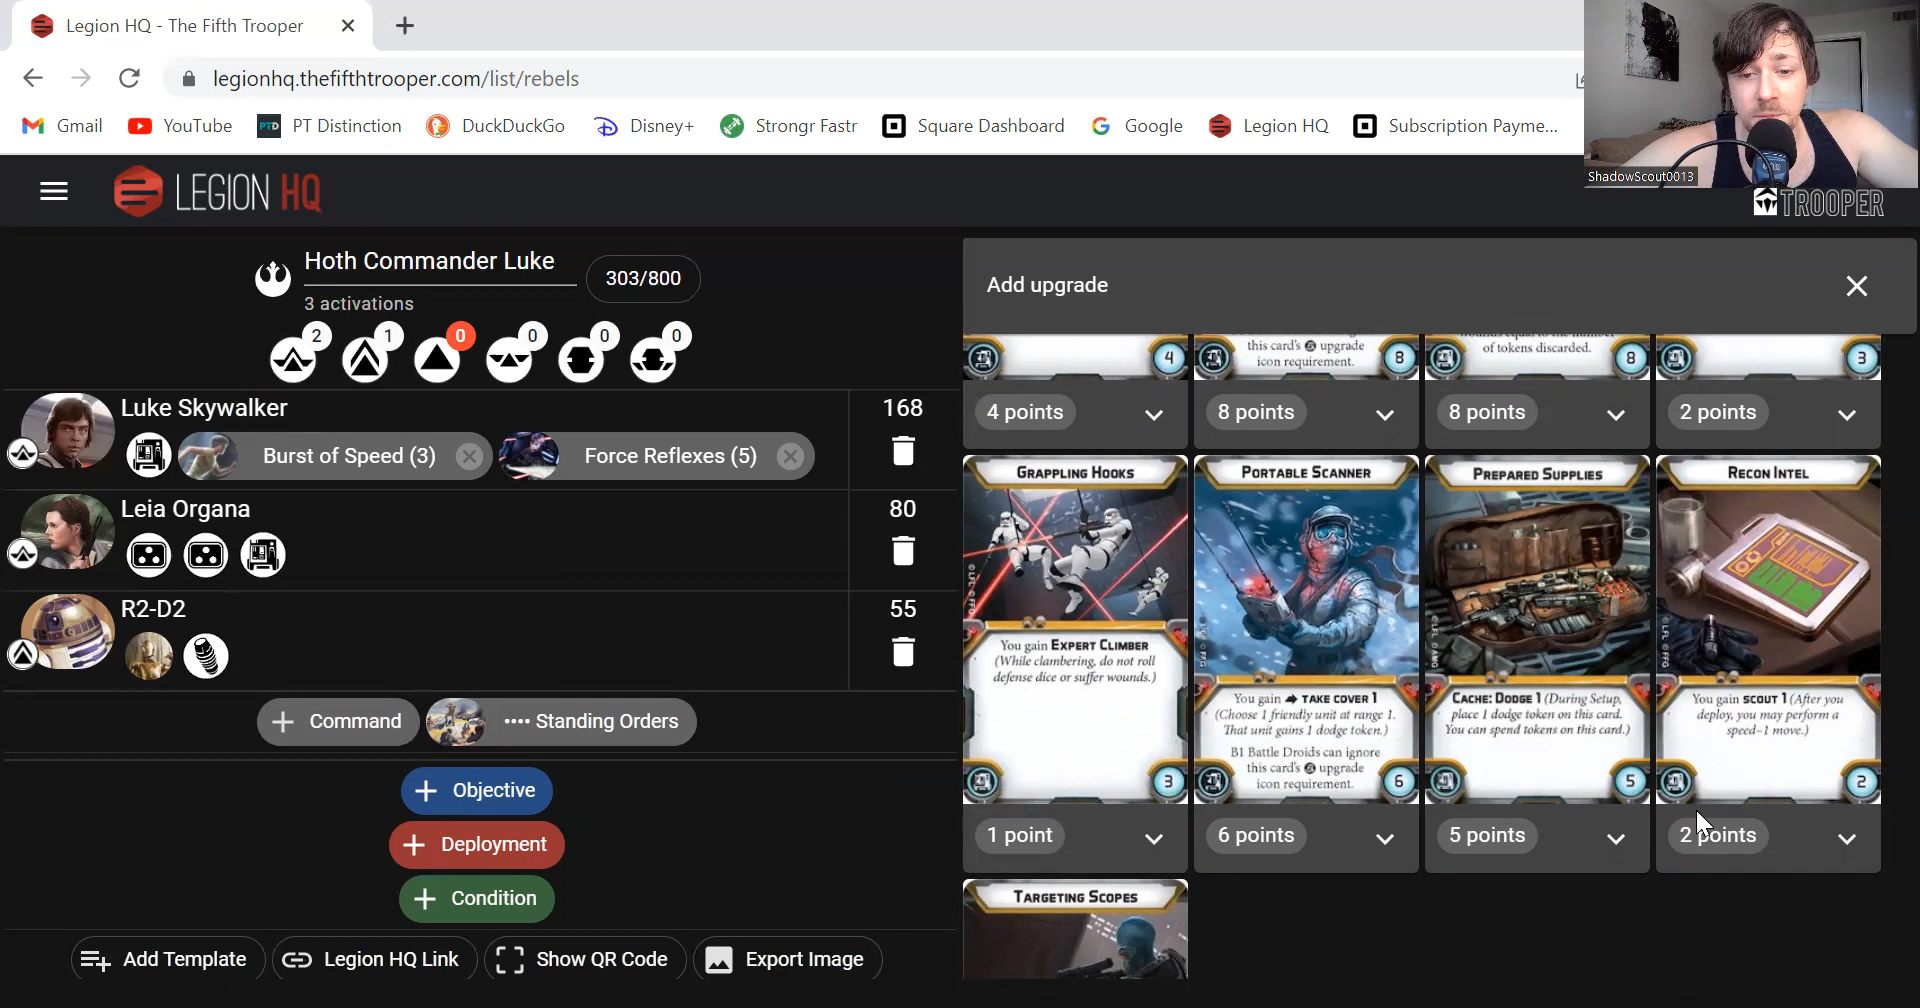 Legion HQ - The Fifth Trooper
legionhq.thefifthtrooper.com/list/rebels
Gmail
YouTube
PTD PT Distinction
DuckDuckGo
Disney+
Strongr Fastr
Square Dashboard
Google
Legion HQ
Subscription Payme...
ShadowScout0013
LEGION HQ
TROOPER
Hoth Commander Luke
303/800
3 activations
2
1
0
0
0
0
Luke Skywalker
168
Burst of Speed (3)
Force Reflexes (5)
Leia Organa
80
R2-D2
55
Command
•••• Standing Orders
Objective
Deployment
Condition
Add Template
Legion HQ Link
Show QR Code
Export Image
Add upgrade
4
4 points
this card's upgrade
icon requirement.
8
8 points
wounds equal to the number
of tokens discarded.
8
8 points
3
2 points
GRAPPLING HOOKS
You gain EXPERT CLIMBER
(While clambering, do not roll
defense dice or suffer wounds.)
3
1 point
PORTABLE SCANNER
You gain TAKE COVER 1
(Choose 1 friendly unit at range 1.
That unit gains 1 dodge token.)
B1 Battle Droids can ignore
this card's upgrade
icon requirement.
6
6 points
PREPARED SUPPLIES
CACHE: DODGE 1 (During Setup,
place 1 dodge token on this card.
You can spend tokens on this card.)
5
5 points
RECON INTEL
You gain SCOUT 1 (After you
deploy, you may perform a
speed-1 move.)
2
2 points
TARGETING SCOPES